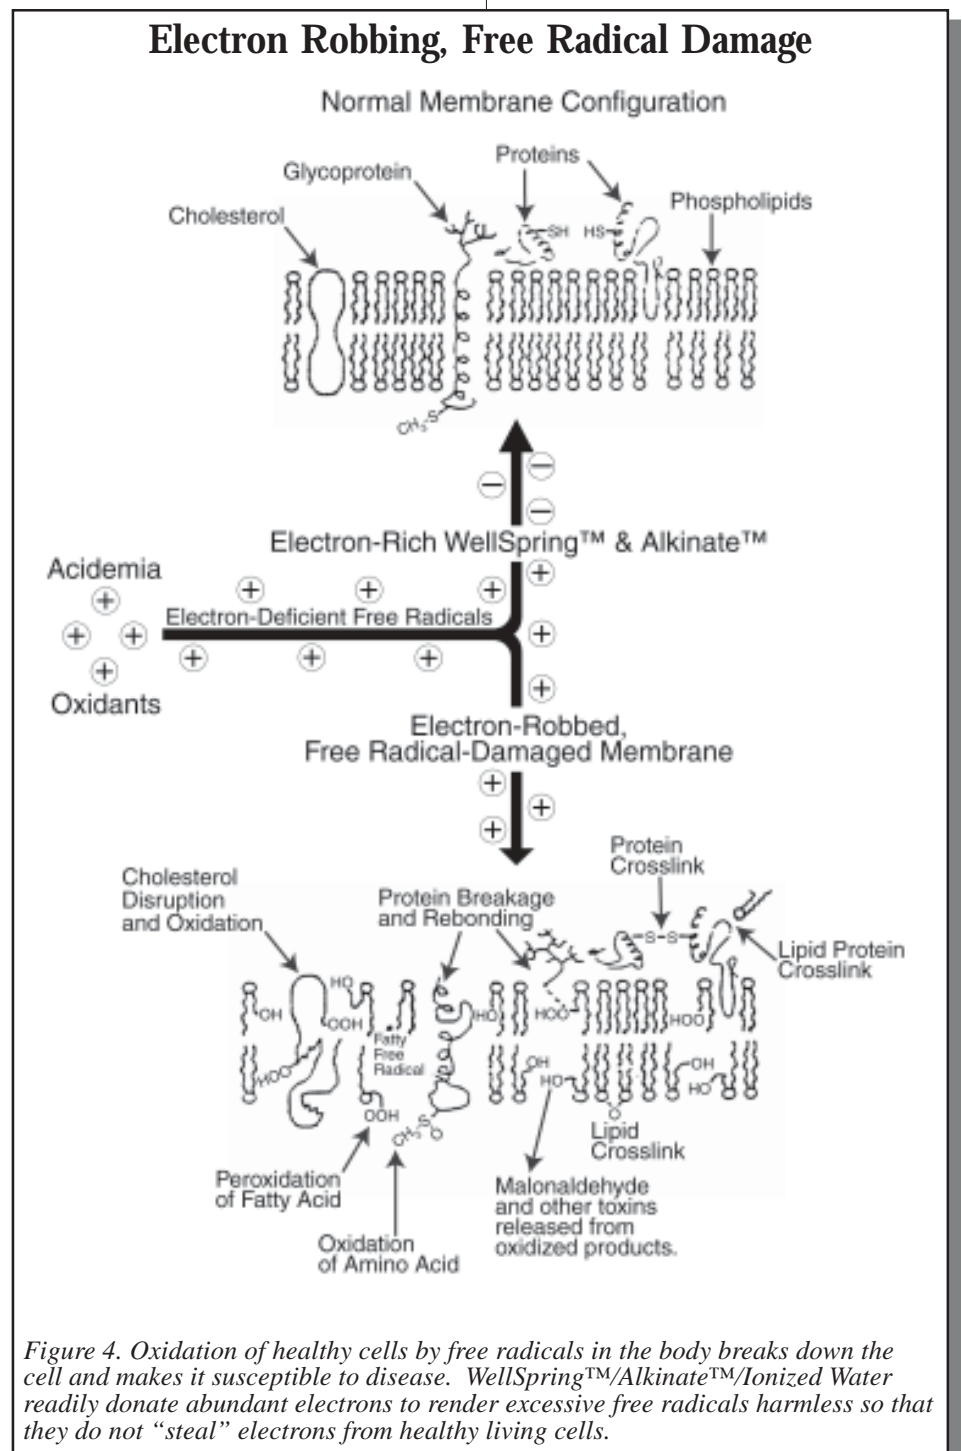 Electron Robbing, Free Radical Damage
Normal Membrane Configuration
Proteins
Glycoprotein
Phospholipids
Cholesterol
SH HS
CH₃-S
⊖
⊖
⊖
Electron-Rich WellSpring™ & Alkinate™
Acidemia
+
+ + + +
Electron-Deficient Free Radicals
+ + +
+ + +
+
Oxidants
+
Electron-Robbed,
Free Radical-Damaged Membrane
+
+
+
Protein
Crosslink
Cholesterol
Disruption
and Oxidation
Protein Breakage
and Rebonding
S-S
Lipid Protein
Crosslink
HO
OH
OOH
HO
HOO
HOO
Fatty
Free
Radical
HOO
OH
HO
OH
HO
OOH
CH₃ S O
O
Lipid
Crosslink
Peroxidation
of Fatty Acid
Malonaldehyde
and other toxins
released from
oxidized products.
Oxidation
of Amino Acid
Figure 4. Oxidation of healthy cells by free radicals in the body breaks down the
cell and makes it susceptible to disease. WellSpring™/Alkinate™/Ionized Water
readily donate abundant electrons to render excessive free radicals harmless so that
they do not “steal” electrons from healthy living cells.